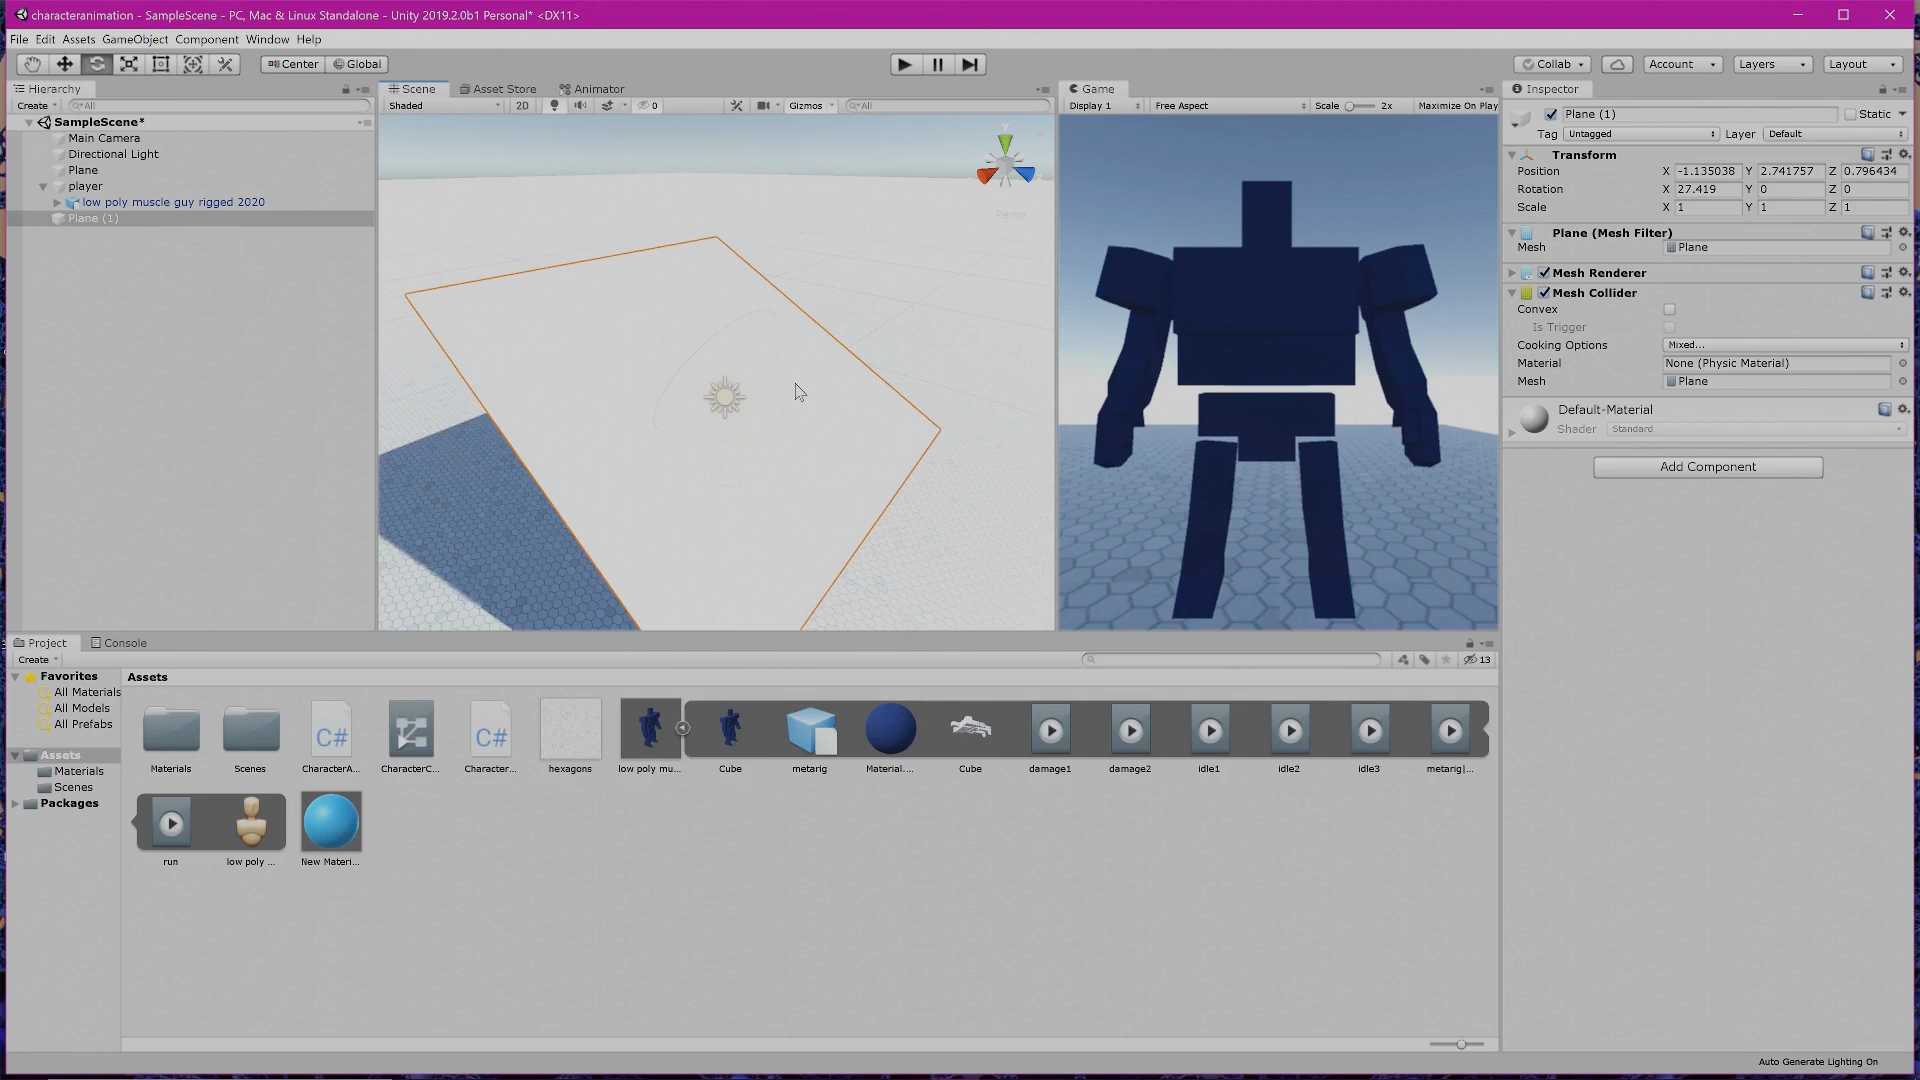 characteranimation - SampleScene - PC, Mac & Linux Standalone - Unity 2019.2.0b1 Personal* <DX11>
File Edit Assets GameObject Component Window Help
Center Global Collab Account Layers Layout
Hierarchy
Create All
SampleScene*
Main Camera
Directional Light
Plane
player
low poly muscle guy rigged 2020
Plane (1)
Scene Asset Store Animator
Shaded 2D 0 Gizmos All
y
Persp
Game
Display 1 Free Aspect Scale 2x Maximize On Play
Inspector
Plane (1) Static
Tag Untagged Layer Default
Transform
Position X -1.135038 Y 2.741757 Z 0.796434
Rotation X 27.419 Y 0 Z 0
Scale X 1 Y 1 Z 1
Plane (Mesh Filter)
Mesh Plane
Mesh Renderer
Mesh Collider
Convex
Is Trigger
Cooking Options Mixed...
Material None (Physic Material)
Mesh Plane
Default-Material
Shader Standard
Add Component
Project Console
Create 13
Favorites
All Materials
All Models
All Prefabs
Assets
Materials
Scenes
Packages
Assets
C# C#
Materials Scenes CharacterA... CharacterC... Character... hexagons low poly mu... Cube metarig Material.... Cube damage1 damage2 idle1 idle2 idle3 metarig|...
run low poly ... New Materi...
Auto Generate Lighting On